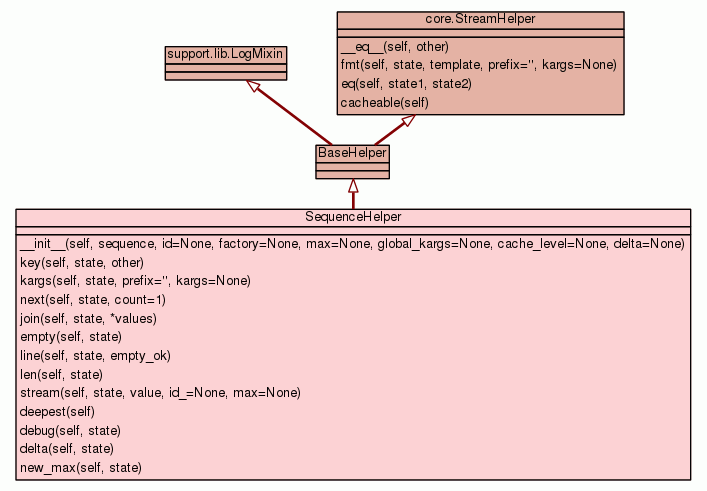 core.StreamHelper
__eq__(self, other)
fmt(self, state, template, prefix='', kargs=None)
eq(self, state1, state2)
cacheable(self)
support.lib.LogMixin
BaseHelper
SequenceHelper
__init__(self, sequence, id=None, factory=None, max=None, global_kargs=None, cache_level=None, delta=None)
key(self, state, other)
kargs(self, state, prefix='', kargs=None)
next(self, state, count=1)
join(self, state, *values)
empty(self, state)
line(self, state, empty_ok)
len(self, state)
stream(self, state, value, id_=None, max=None)
deepest(self)
debug(self, state)
delta(self, state)
new_max(self, state)